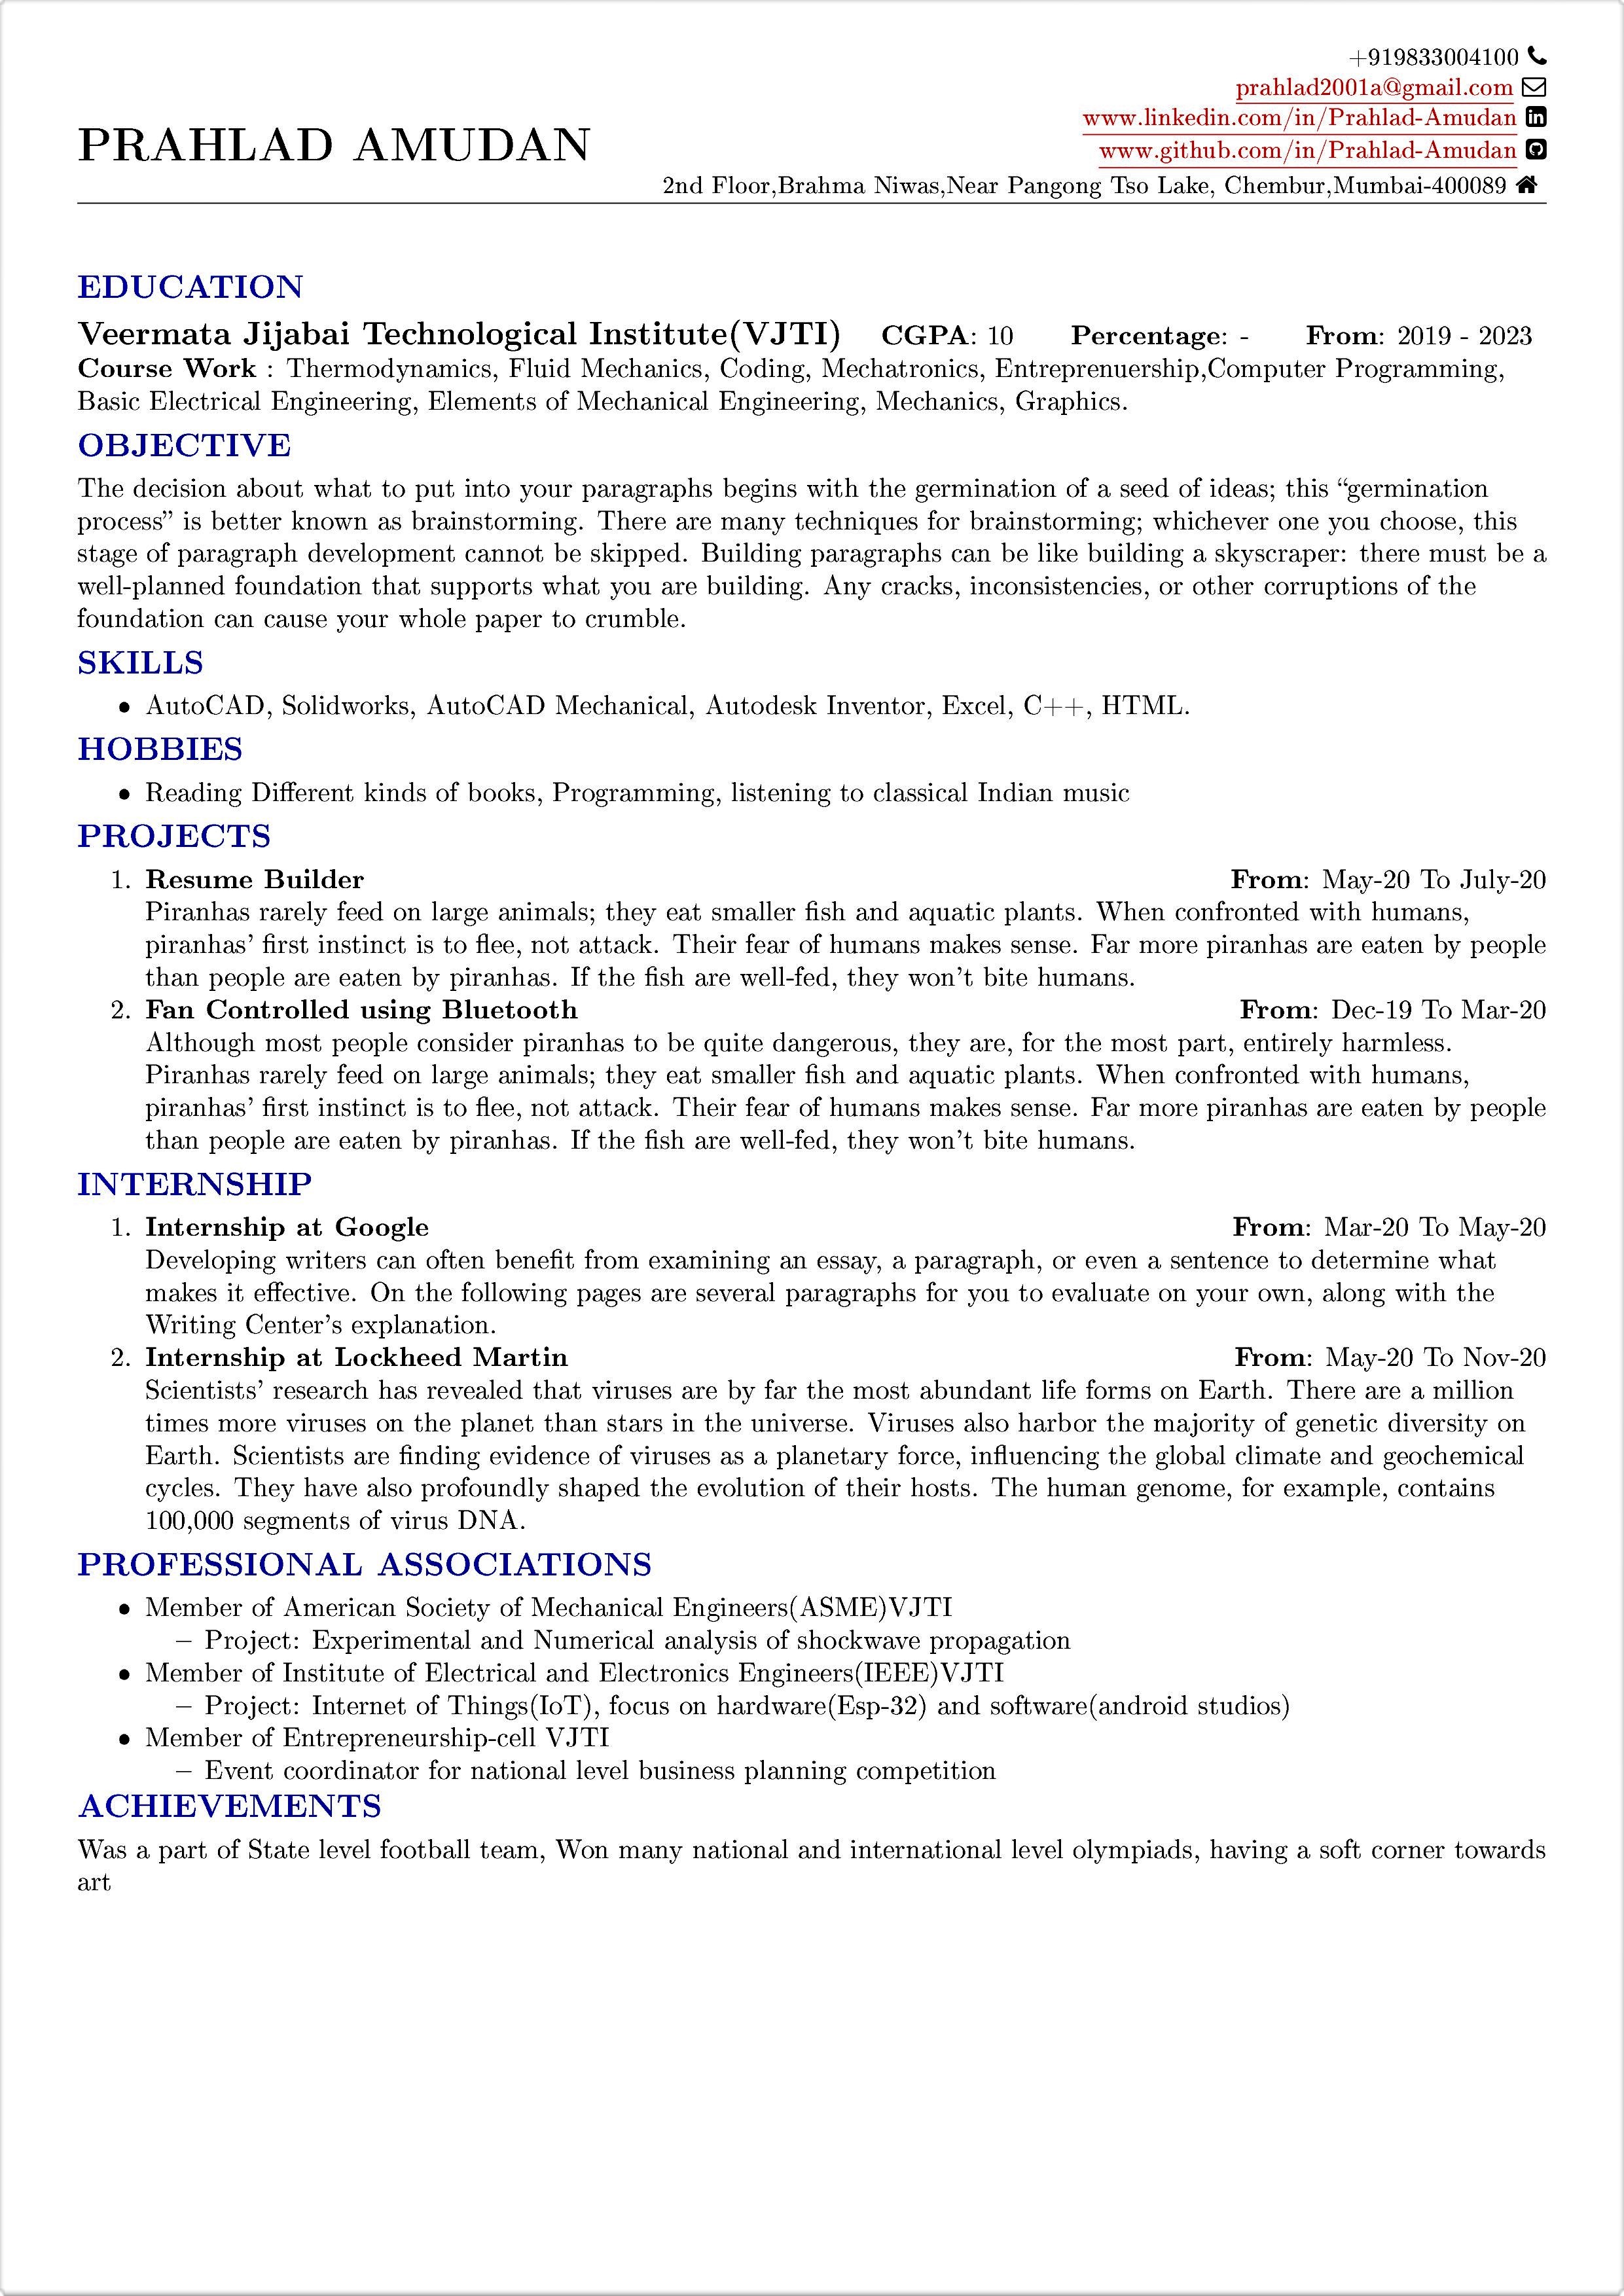 +919833004100
prahlad2001a@gmail.com
www.linkedin.com/in/Prahlad-Amudan
PRAHLAD AMUDAN
www.github.com/in/Prahlad-Amudan
2nd Floor,Brahma Niwas,Near Pangong Tso Lake, Chembur,Mumbai-400089
EDUCATION
Veermata Jijabai Technological Institute(VJTI) CGPA: 10 Percentage: - From: 2019 - 2023
Course Work : Thermodynamics, Fluid Mechanics, Coding, Mechatronics, Entreprenuership,Computer Programming,
Basic Electrical Engineering, Elements of Mechanical Engineering, Mechanics, Graphics.
OBJECTIVE
The decision about what to put into your paragraphs begins with the germination of a seed of ideas; this “germination
process” is better known as brainstorming. There are many techniques for brainstorming; whichever one you choose, this
stage of paragraph development cannot be skipped. Building paragraphs can be like building a skyscraper: there must be a
well-planned foundation that supports what you are building. Any cracks, inconsistencies, or other corruptions of the
foundation can cause your whole paper to crumble.
SKILLS
• AutoCAD, Solidworks, AutoCAD Mechanical, Autodesk Inventor, Excel, C++, HTML.
HOBBIES
• Reading Different kinds of books, Programming, listening to classical Indian music
PROJECTS
1. Resume Builder From: May-20 To July-20
Piranhas rarely feed on large animals; they eat smaller fish and aquatic plants. When confronted with humans,
piranhas’ first instinct is to flee, not attack. Their fear of humans makes sense. Far more piranhas are eaten by people
than people are eaten by piranhas. If the fish are well-fed, they won’t bite humans.
2. Fan Controlled using Bluetooth From: Dec-19 To Mar-20
Although most people consider piranhas to be quite dangerous, they are, for the most part, entirely harmless.
Piranhas rarely feed on large animals; they eat smaller fish and aquatic plants. When confronted with humans,
piranhas’ first instinct is to flee, not attack. Their fear of humans makes sense. Far more piranhas are eaten by people
than people are eaten by piranhas. If the fish are well-fed, they won’t bite humans.
INTERNSHIP
1. Internship at Google From: Mar-20 To May-20
Developing writers can often benefit from examining an essay, a paragraph, or even a sentence to determine what
makes it effective. On the following pages are several paragraphs for you to evaluate on your own, along with the
Writing Center’s explanation.
2. Internship at Lockheed Martin From: May-20 To Nov-20
Scientists’ research has revealed that viruses are by far the most abundant life forms on Earth. There are a million
times more viruses on the planet than stars in the universe. Viruses also harbor the majority of genetic diversity on
Earth. Scientists are finding evidence of viruses as a planetary force, influencing the global climate and geochemical
cycles. They have also profoundly shaped the evolution of their hosts. The human genome, for example, contains
100,000 segments of virus DNA.
PROFESSIONAL ASSOCIATIONS
• Member of American Society of Mechanical Engineers(ASME)VJTI
– Project: Experimental and Numerical analysis of shockwave propagation
• Member of Institute of Electrical and Electronics Engineers(IEEE)VJTI
– Project: Internet of Things(IoT), focus on hardware(Esp-32) and software(android studios)
• Member of Entrepreneurship-cell VJTI
– Event coordinator for national level business planning competition
ACHIEVEMENTS
Was a part of State level football team, Won many national and international level olympiads, having a soft corner towards
art